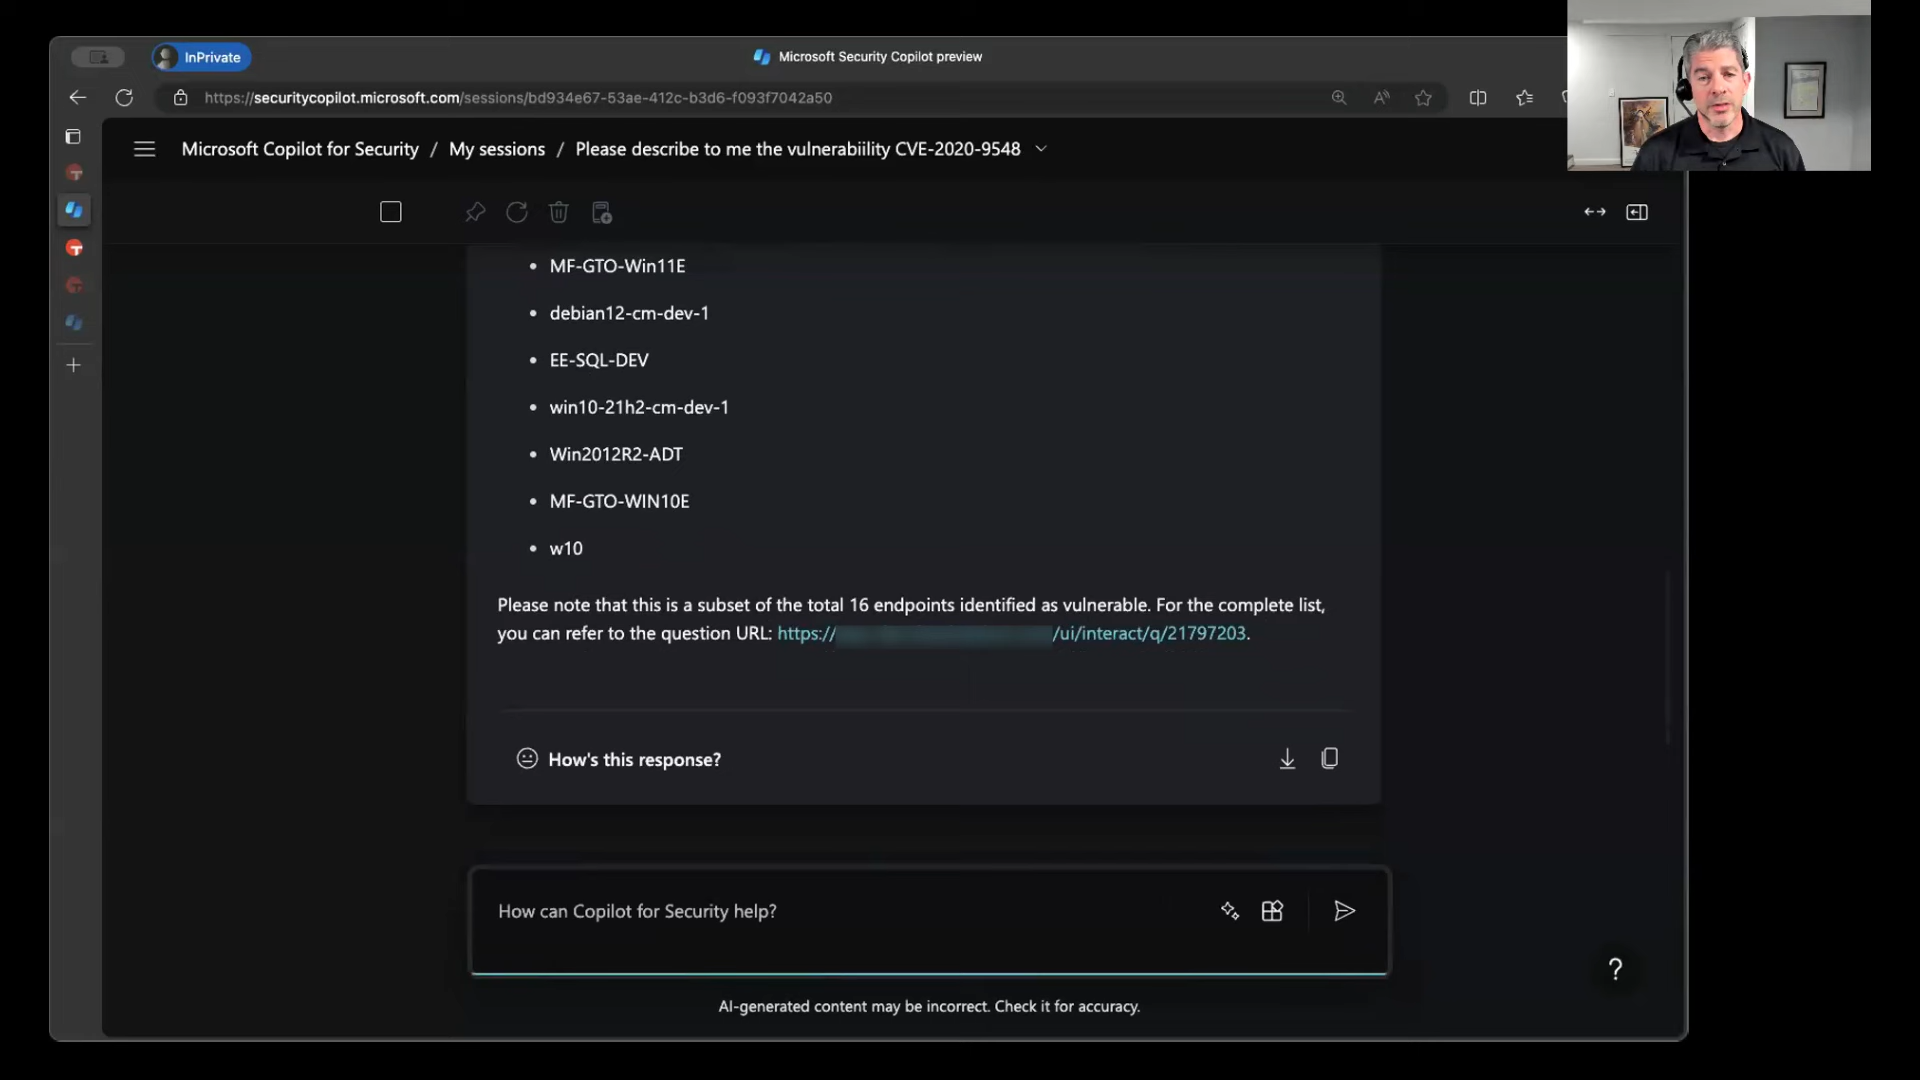 InPrivate
Microsoft Security Copilot preview
https://securitycopilot.microsoft.com/sessions/bd934e67-53ae-412c-b3d6-f093f7042a50
Microsoft Copilot for Security / My sessions / Please describe to me the vulnerabiility CVE-2020-9548
MF-GTO-Win11E
debian12-cm-dev-1
EE-SQL-DEV
win10-21h2-cm-dev-1
Win2012R2-ADT
MF-GTO-WIN10E
w10
Please note that this is a subset of the total 16 endpoints identified as vulnerable. For the complete list,
you can refer to the question URL: https:// /ui/interact/q/21797203.
How's this response?
How can Copilot for Security help?
?
AI-generated content may be incorrect. Check it for accuracy.